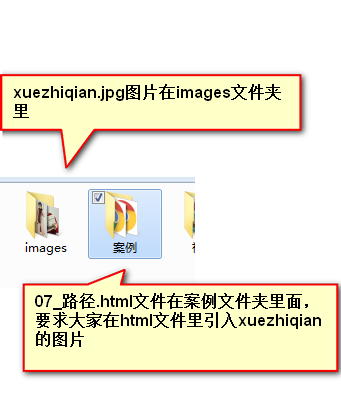 xuezhiqian.jpg图片在images文件夹
里
images
案例
07_路径.html文件在案例文件夹里面，
要求大家在html文件里引入xuezhiqian
的图片